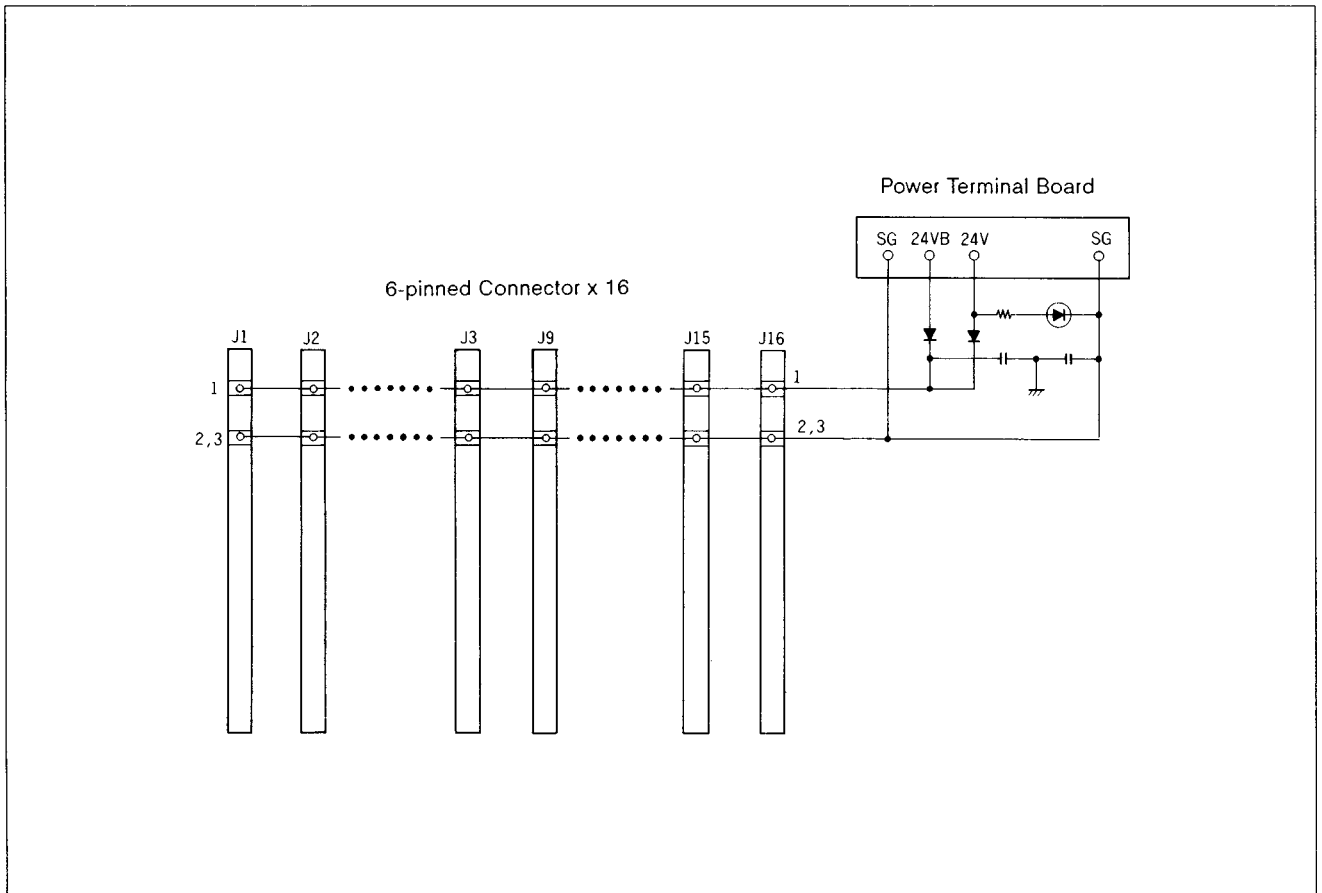 Power Terminal Board
SG 24VB 24V SG
6-pinned Connector x 16
J1 J2 J3 J9 J15 J16
1 1
2,3 2,3